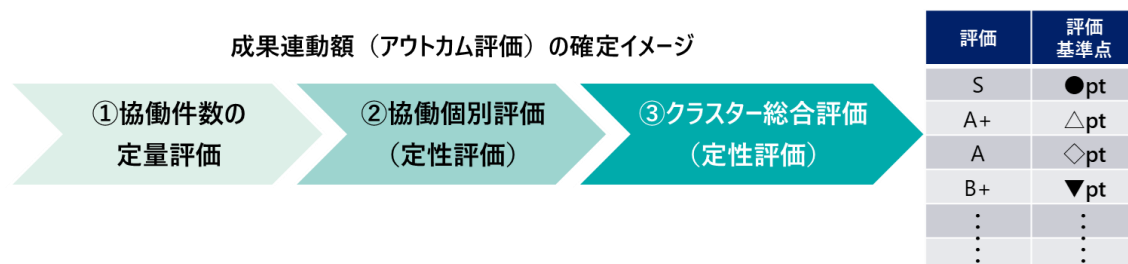 成果連動額（アウトカム評価）の確定イメージ
①協働件数の
定量評価
②協働個別評価
（定性評価）
③クラスター総合評価
（定性評価）
評価 評価
基準点
S ●pt
A+ △pt
A ◇pt
B+ ▼pt
⋮ ⋮